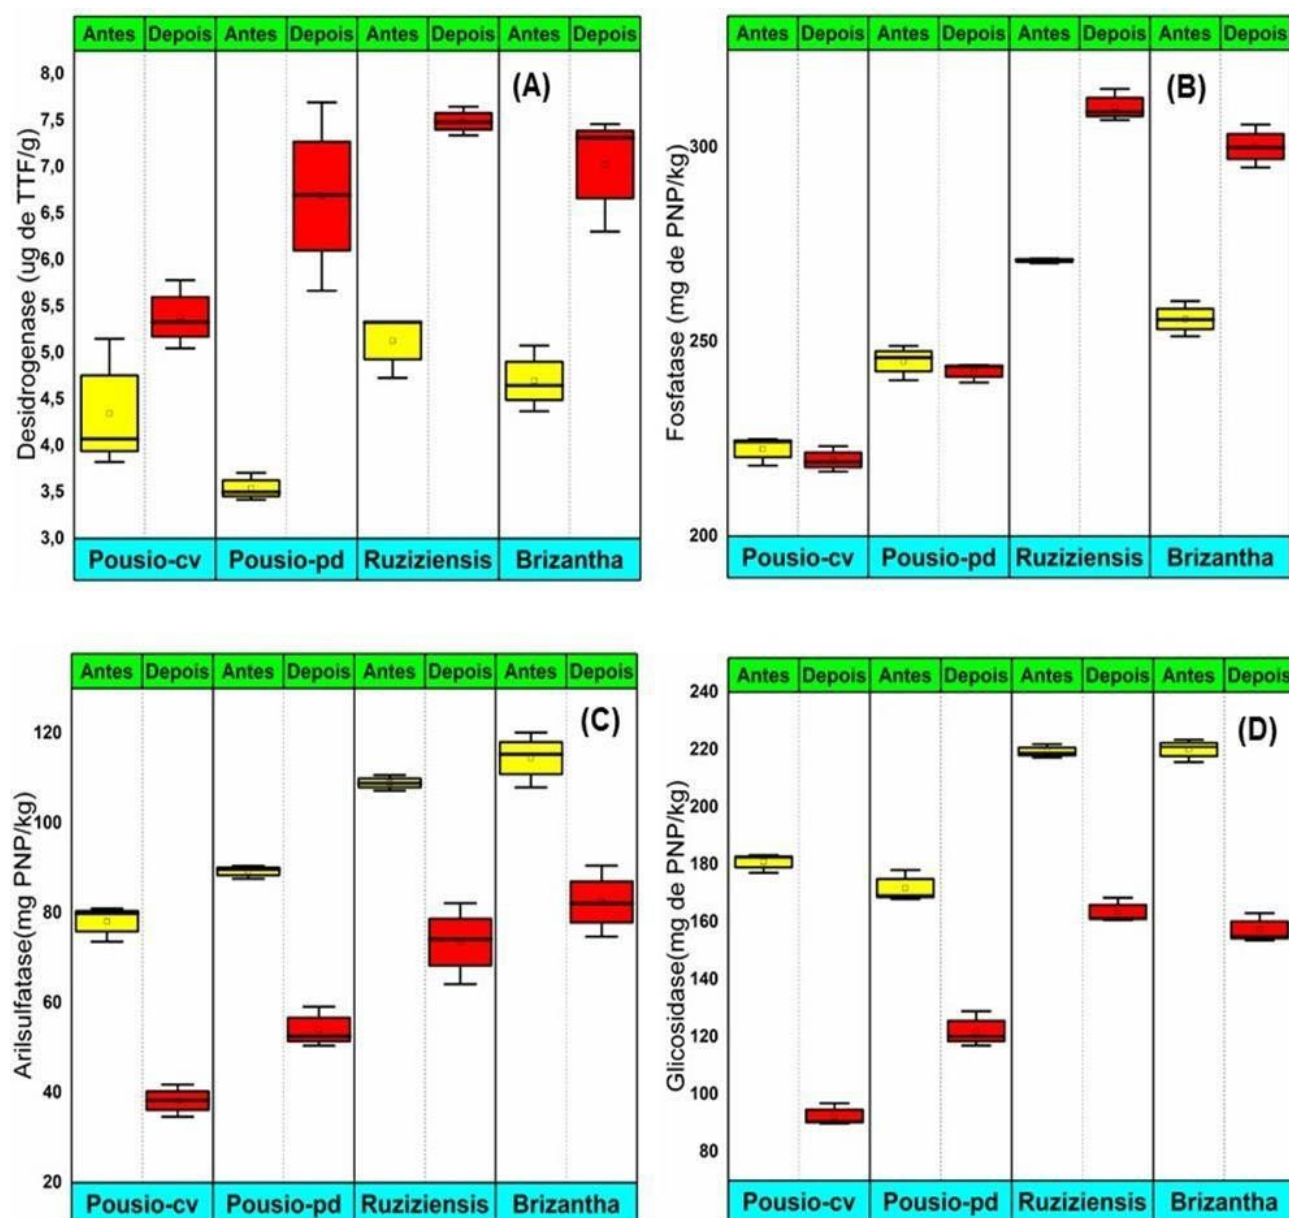 Antes Depois Antes Depois Antes Depois Antes Depois
(A)
Desidrogenase (ug de TTF/g)
8,0
7,5
7,0
6,5
6,0
5,5
5,0
4,5
4,0
3,5
3,0
Pousio-cv Pousio-pd Ruziziensis Brizantha
Antes Depois Antes Depois Antes Depois Antes Depois
(B)
Fosfatase (mg de PNP/kg)
300
250
200
Pousio-cv Pousio-pd Ruziziensis Brizantha
Antes Depois Antes Depois Antes Depois Antes Depois
(C)
Arilsulfatase(mg PNP/kg)
120
100
80
60
40
20
Pousio-cv Pousio-pd Ruziziensis Brizantha
Antes Depois Antes Depois Antes Depois Antes Depois
(D)
Glicosidase(mg de PNP/kg)
240
220
200
180
160
140
120
100
80
Pousio-cv Pousio-pd Ruziziensis Brizantha